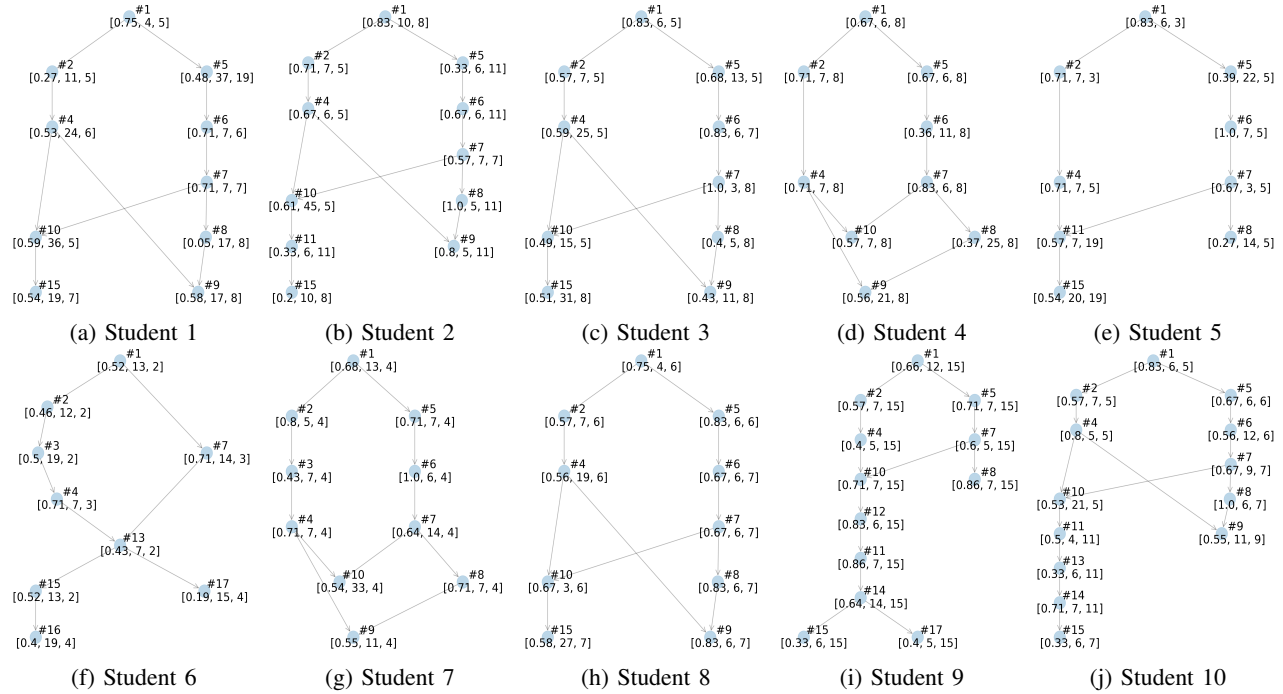 #1
[0.75, 4, 5]
#2
[0.27, 11, 5]
#5
[0.48, 37, 19]
#4
[0.53, 24, 6]
#6
[0.71, 7, 6]
#7
[0.71, 7, 7]
#10
[0.59, 36, 5]
#8
[0.05, 17, 8]
#15
[0.54, 19, 7]
#9
[0.58, 17, 8]
(a) Student 1
#1
[0.83, 10, 8]
#2
[0.71, 7, 5]
#5
[0.33, 6, 11]
#4
[0.67, 6, 5]
#6
[0.67, 6, 11]
#7
[0.57, 7, 7]
#10
[0.61, 45, 5]
#8
[1.0, 5, 11]
#11
[0.33, 6, 11]
#9
[0.8, 5, 11]
#15
[0.2, 10, 8]
(b) Student 2
#1
[0.83, 6, 5]
#2
[0.57, 7, 5]
#5
[0.68, 13, 5]
#4
[0.59, 25, 5]
#6
[0.83, 6, 7]
#7
[1.0, 3, 8]
#10
[0.49, 15, 5]
#8
[0.4, 5, 8]
#15
[0.51, 31, 8]
#9
[0.43, 11, 8]
(c) Student 3
#1
[0.67, 6, 8]
#2
[0.71, 7, 8]
#5
[0.67, 6, 8]
#6
[0.36, 11, 8]
#4
[0.71, 7, 8]
#7
[0.83, 6, 8]
#10
[0.57, 7, 8]
#8
[0.37, 25, 8]
#9
[0.56, 21, 8]
(d) Student 4
#1
[0.83, 6, 3]
#2
[0.71, 7, 3]
#5
[0.39, 22, 5]
#6
[1.0, 7, 5]
#4
[0.71, 7, 5]
#7
[0.67, 3, 5]
#11
[0.57, 7, 19]
#8
[0.27, 14, 5]
#15
[0.54, 20, 19]
(e) Student 5
#1
[0.52, 13, 2]
#2
[0.46, 12, 2]
#3
[0.5, 19, 2]
#7
[0.71, 14, 3]
#4
[0.71, 7, 3]
#13
[0.43, 7, 2]
#15
[0.52, 13, 2]
#17
[0.19, 15, 4]
#16
[0.4, 19, 4]
(f) Student 6
#1
[0.68, 13, 4]
#2
[0.8, 5, 4]
#5
[0.71, 7, 4]
#3
[0.43, 7, 4]
#6
[1.0, 6, 4]
#4
[0.71, 7, 4]
#7
[0.64, 14, 4]
#10
[0.54, 33, 4]
#8
[0.71, 7, 4]
#9
[0.55, 11, 4]
(g) Student 7
#1
[0.75, 4, 6]
#2
[0.57, 7, 6]
#5
[0.83, 6, 6]
#4
[0.56, 19, 6]
#6
[0.67, 6, 7]
#7
[0.67, 6, 7]
#10
[0.67, 3, 6]
#8
[0.83, 6, 7]
#15
[0.58, 27, 7]
#9
[0.83, 6, 7]
(h) Student 8
#1
[0.66, 12, 15]
#2
[0.57, 7, 15]
#5
[0.71, 7, 15]
#4
[0.4, 5, 15]
#7
[0.6, 5, 15]
#10
[0.71, 7, 15]
#8
[0.86, 7, 15]
#12
[0.83, 6, 15]
#11
[0.86, 7, 15]
#14
[0.64, 14, 15]
#15
[0.33, 6, 15]
#17
[0.4, 5, 15]
(i) Student 9
#1
[0.83, 6, 5]
#2
[0.57, 7, 5]
#5
[0.67, 6, 6]
#4
[0.8, 5, 5]
#6
[0.56, 12, 6]
#7
[0.67, 9, 7]
#10
[0.53, 21, 5]
#8
[1.0, 6, 7]
#11
[0.5, 4, 11]
#9
[0.55, 11, 9]
#13
[0.33, 6, 11]
#14
[0.71, 7, 11]
#15
[0.33, 6, 7]
(j) Student 10